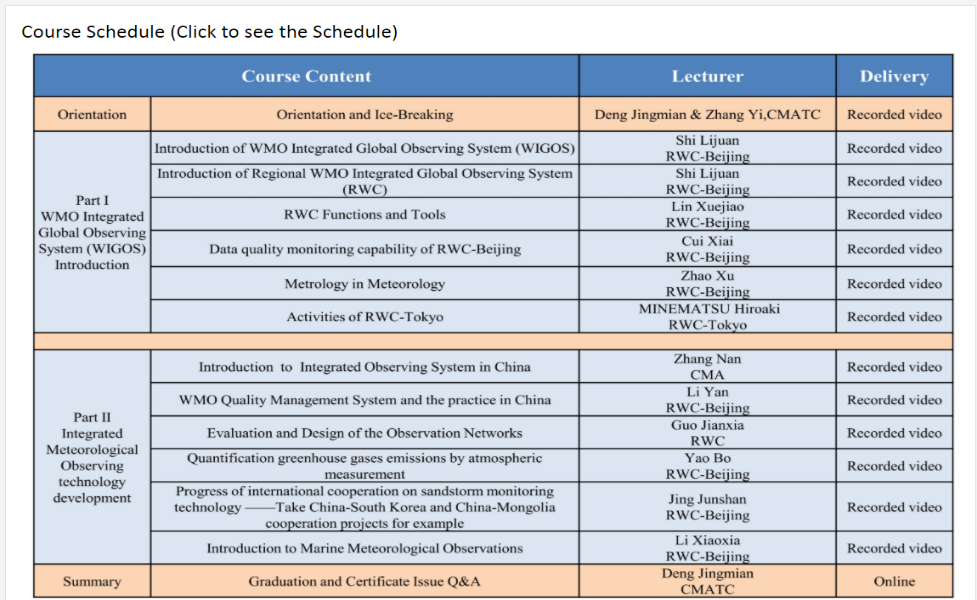 Course Schedule (Click to see the Schedule)
Course Content Lecturer Delivery
Orientation Orientation and Ice-Breaking Deng Jingmian & Zhang Yi,CMATC Recorded video
Part I
WMO Integrated
Global Observing
System (WIGOS)
Introduction
Introduction of WMO Integrated Global Observing System (WIGOS)
Shi Lijuan
RWC-Beijing
Recorded video
Introduction of Regional WMO Integrated Global Observing System
(RWC)
Shi Lijuan
RWC-Beijing
Recorded video
RWC Functions and Tools
Lin Xuejiao
RWC-Beijing
Recorded video
Data quality monitoring capability of RWC-Beijing
Cui Xiai
RWC-Beijing
Recorded video
Metrology in Meteorology
Zhao Xu
RWC-Beijing
Recorded video
Activities of RWC-Tokyo
MINEMATSU Hiroaki
RWC-Tokyo
Recorded video
Part II
Integrated
Meteorological
Observing
technology
development
Introduction to Integrated Observing System in China
Zhang Nan
CMA
Recorded video
WMO Quality Management System and the practice in China
Li Yan
RWC-Beijing
Recorded video
Evaluation and Design of the Observation Networks
Guo Jianxia
RWC
Recorded video
Quantification greenhouse gases emissions by atmospheric
measurement
Yao Bo
RWC-Beijing
Recorded video
Progress of international cooperation on sandstorm monitoring
technology ——Take China-South Korea and China-Mongolia
cooperation projects for example
Jing Junshan
RWC-Beijing
Recorded video
Introduction to Marine Meteorological Observations
Li Xiaoxia
RWC-Beijing
Recorded video
Summary
Graduation and Certificate Issue Q&A
Deng Jingmian
CMATC
Online